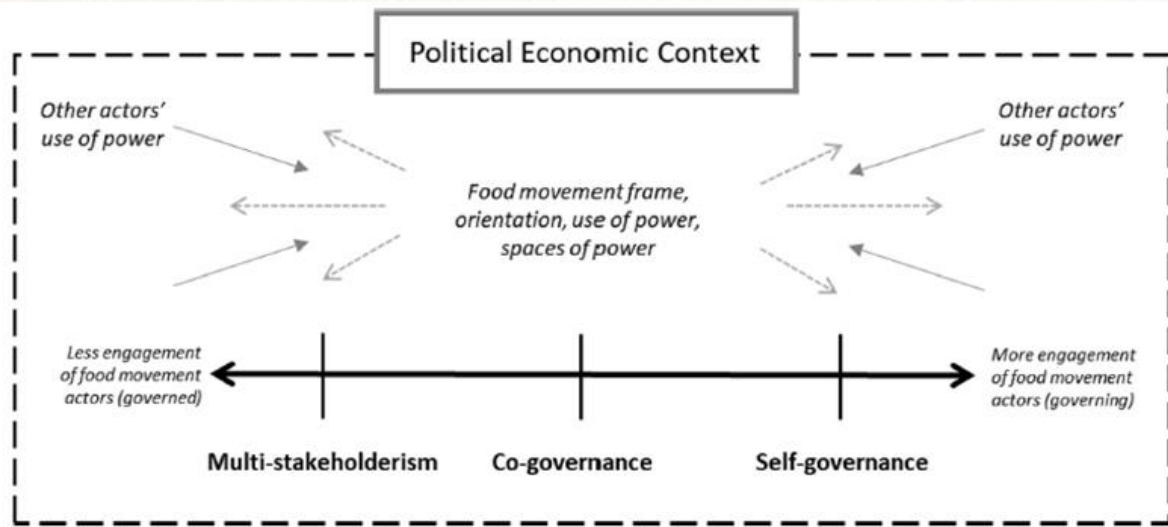 Political Economic Context
Other actors’
use of power
Other actors’
use of power
Food movement frame,
orientation, use of power,
spaces of power
Less engagement
of food movement
actors (governed)
More engagement
of food movement
actors (governing)
Multi-stakeholderism
Co-governance
Self-governance